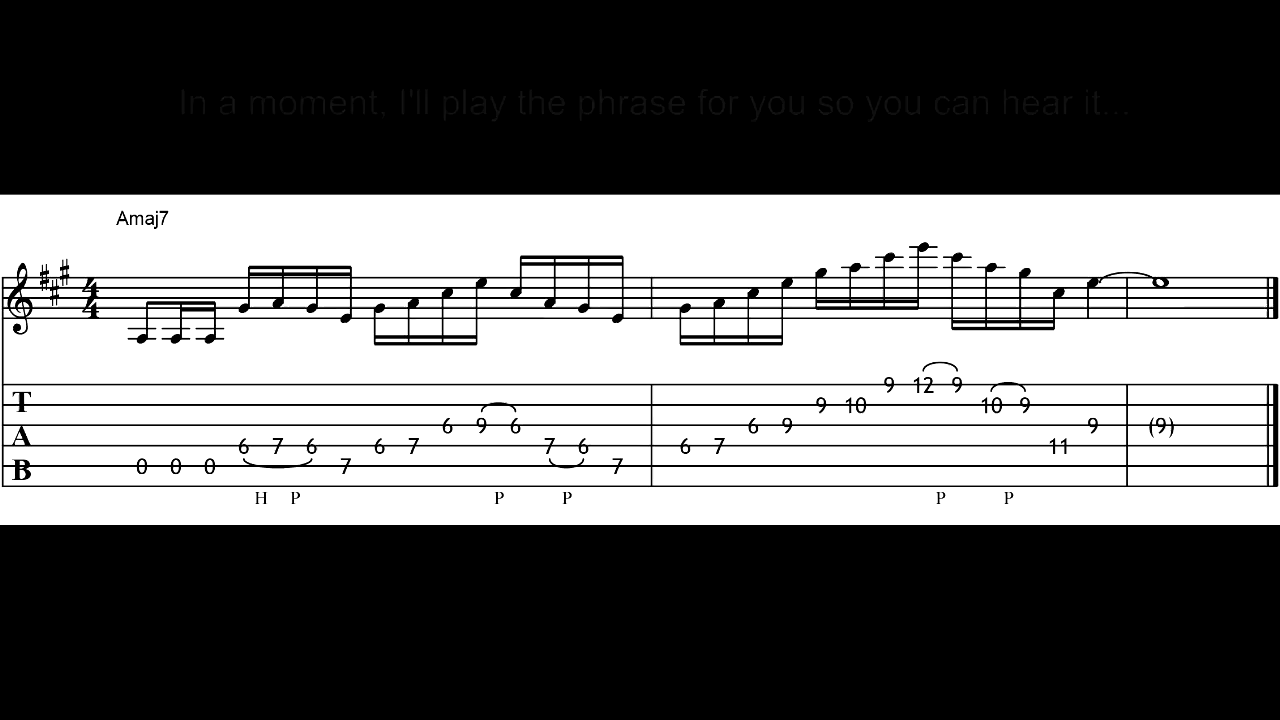 In a moment, I'll play the phrase for you so you can hear it...
Amaj7
4
4
9 12 9
T 9 10 10 9
6 9 6 6 9 9 (9)
A 6 7 6 6 7 7 6 6 7 11
B 0 0 0 7 7
H P P P P P